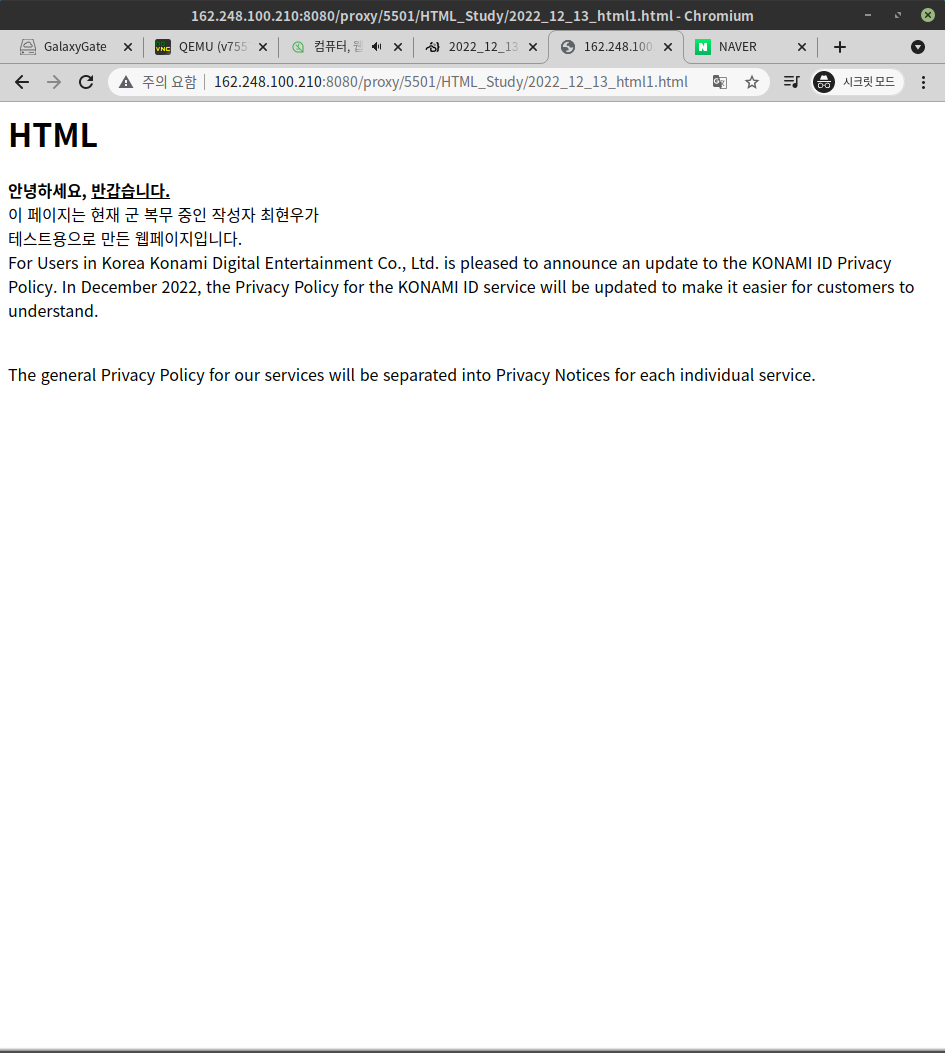 162.248.100.210:8080/proxy/5501/HTML_Study/2022_12_13_html1.html - Chromium
GalaxyGate QEMU (v755 컴퓨터, 2022_12_13 162.248.100. NAVER
주의 요함 162.248.100.210:8080/proxy/5501/HTML_Study/2022_12_13_html1.html 시크릿 모드
HTML
안녕하세요, 반갑습니다.
이 페이지는 현재 군 복무 중인 작성자 최현우가
테스트용으로 만든 웹페이지입니다.
For Users in Korea Konami Digital Entertainment Co., Ltd. is pleased to announce an update to the KONAMI ID Privacy
Policy. In December 2022, the Privacy Policy for the KONAMI ID service will be updated to make it easier for customers to
understand.
The general Privacy Policy for our services will be separated into Privacy Notices for each individual service.